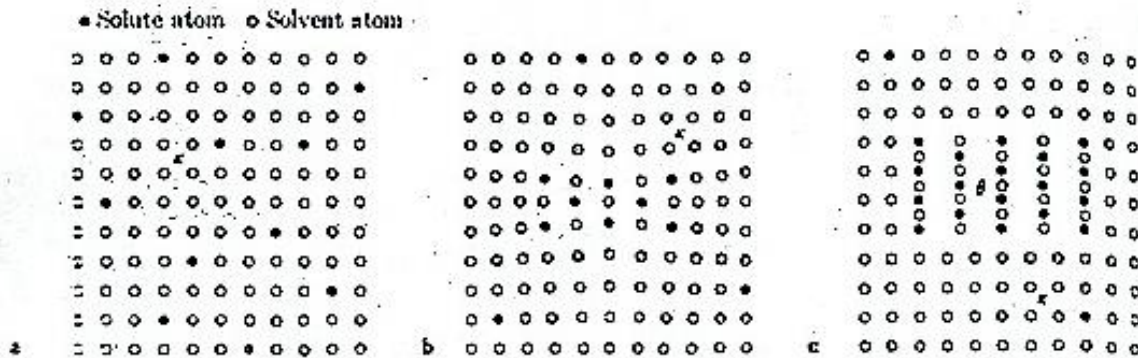 Solute atom Solvent atom
κ κ
θ
κ
a b c